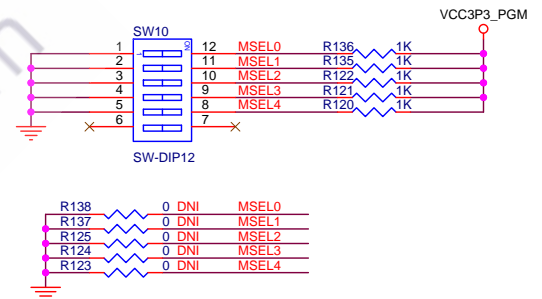 VCC3P3_PGM
SW10
ON
1 12 MSEL0 R136 1K
2 11 MSEL1 R135 1K
3 10 MSEL2 R122 1K
4 9 MSEL3 R121 1K
5 8 MSEL4 R120 1K
6 7
SW-DIP12
R138 0 DNI MSEL0
R137 0 DNI MSEL1
R125 0 DNI MSEL2
R124 0 DNI MSEL3
R123 0 DNI MSEL4